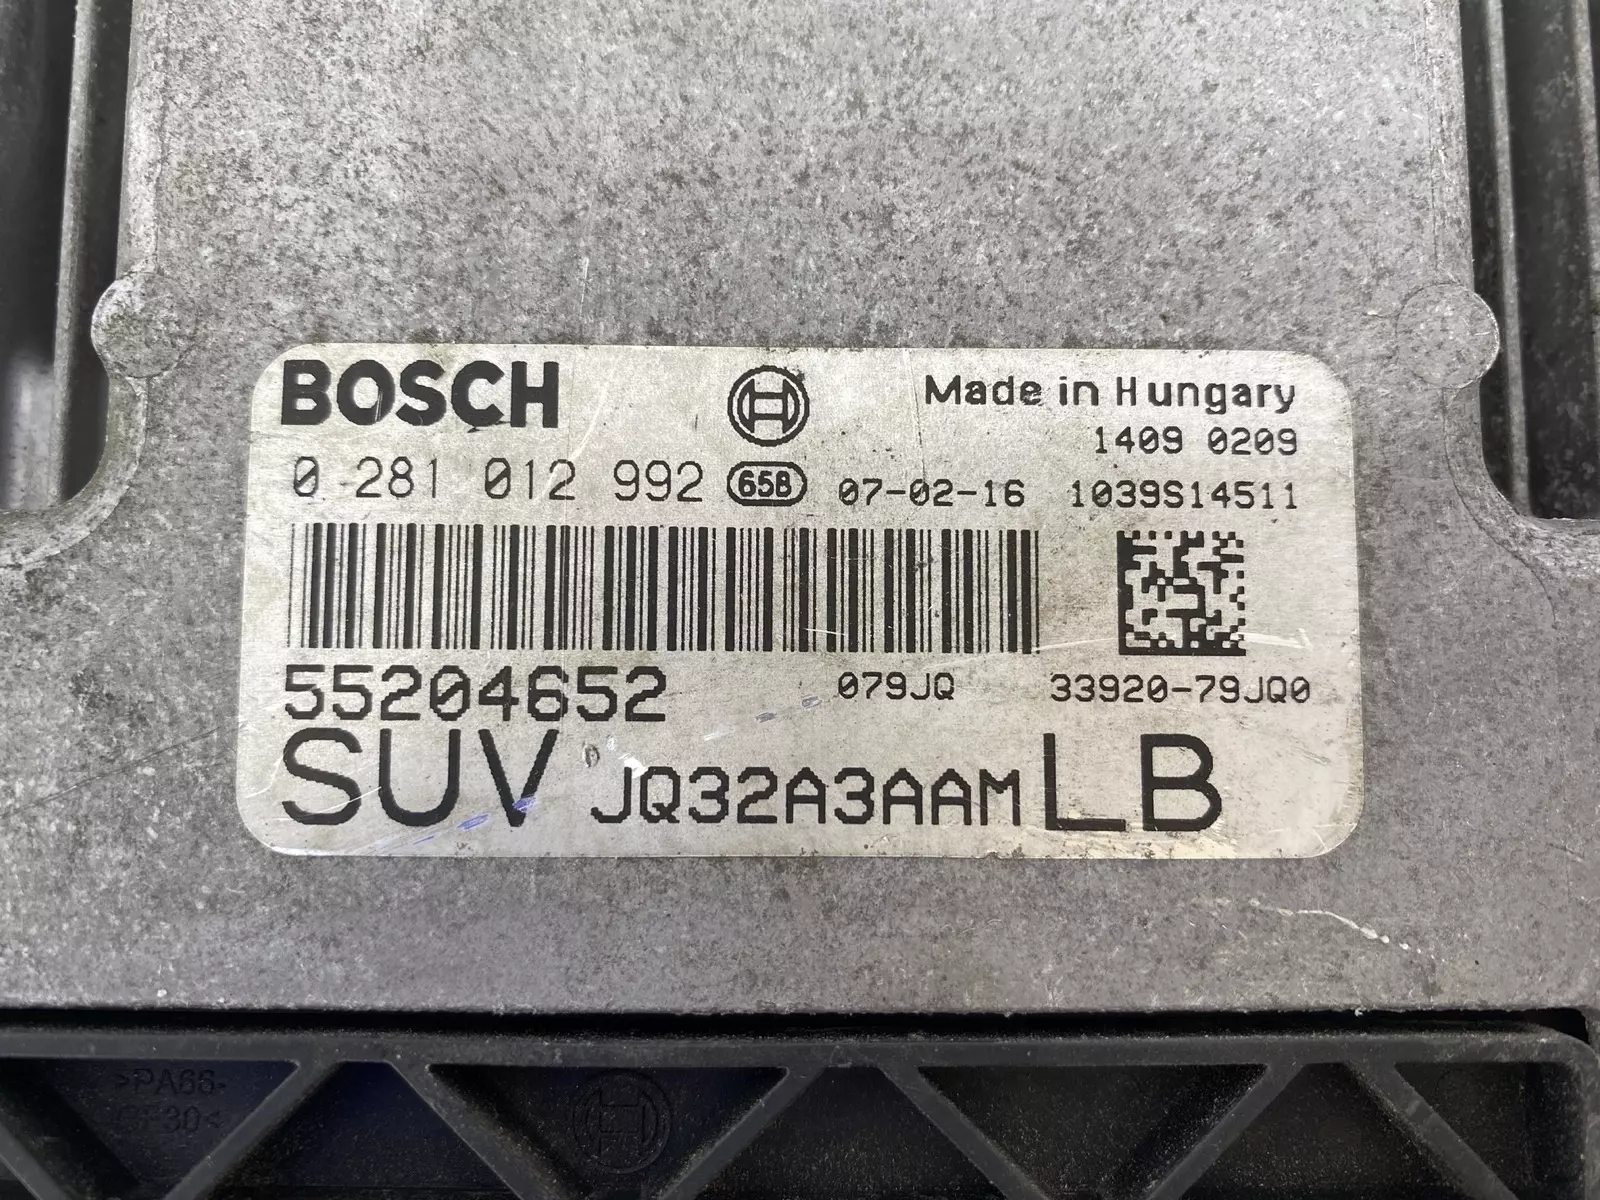 BOSCH
Made in Hungary
1409 0209
0 281 012 992 65B 07-02-16 1039S14511
55204652 079JQ 33920-79JQ0
SUV JQ32A3AAM LB
>PA66-
GF30<